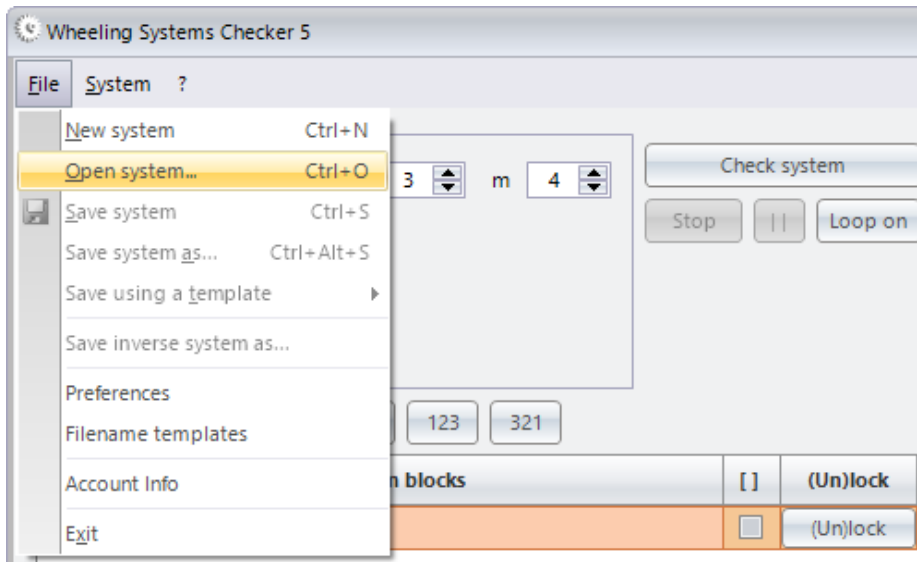 Wheeling Systems Checker 5
File System ?
New system Ctrl+N
Open system... Ctrl+O
Save system Ctrl+S
Save system as... Ctrl+Alt+S
Save using a template
Save inverse system as...
Preferences
Filename templates
Account Info
Exit
3 m 4
Check system
Stop || Loop on
123 321
blocks [ ] (Un)lock
(Un)lock